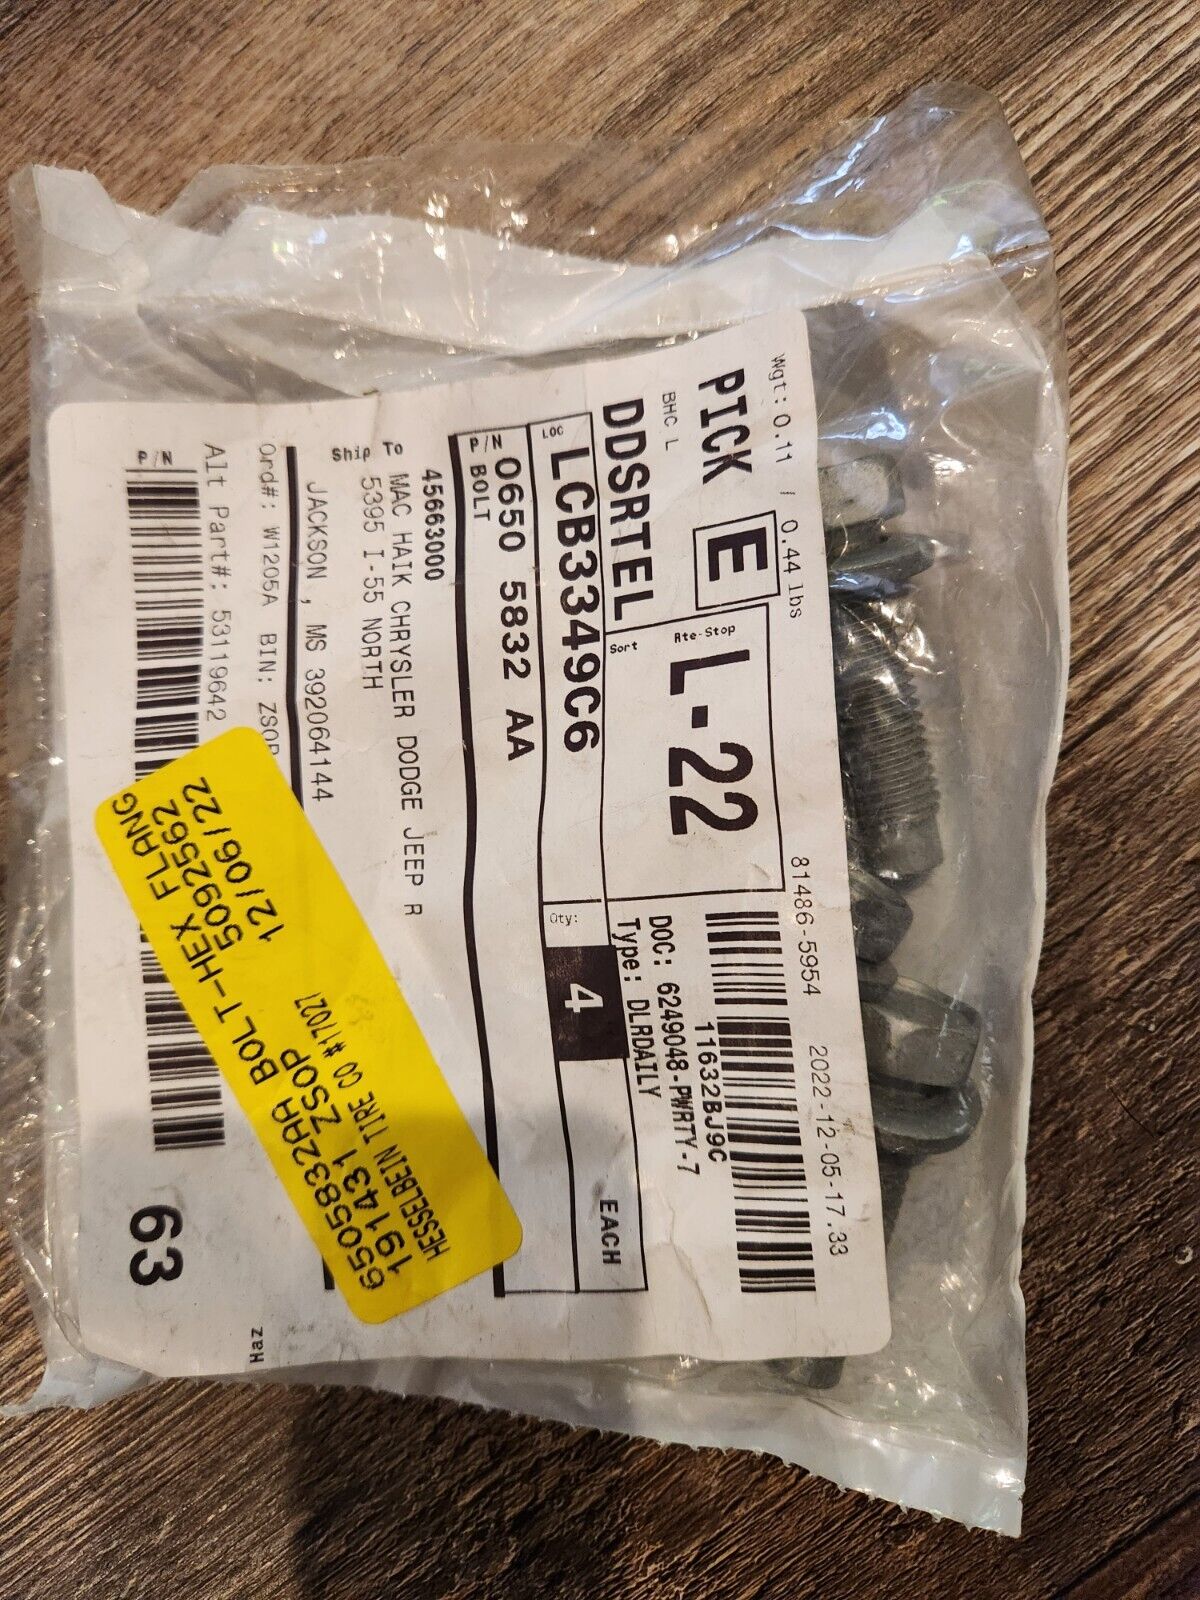 Wgt: 0.11 / 0.44 lbs
81486-5954 2022-12-05-17.33
PICK E
BHC L
Rte-Stop
L-22
11632BJ9C
DDSRTEL
Sort
DOC: 6249048-PWRTY-7
Type: DLRDAILY
LOC
LCB3349C6
Qty:
4
EACH
P/N
0650 5832 AA
BOLT
45663000
Ship To
MAC HAIK CHRYSLER DODGE JEEP R
5395 I-55 NORTH
JACKSON , MS 392064144
Ord#: W1205A BIN: ZSOP
Haz
Alt Part#: 53119642
P/N
63
6505832AA BOLT-HEX FLANG
191431 ZSOP 50925562
HESSELBEIN TIRE CO #17027 12/06/22